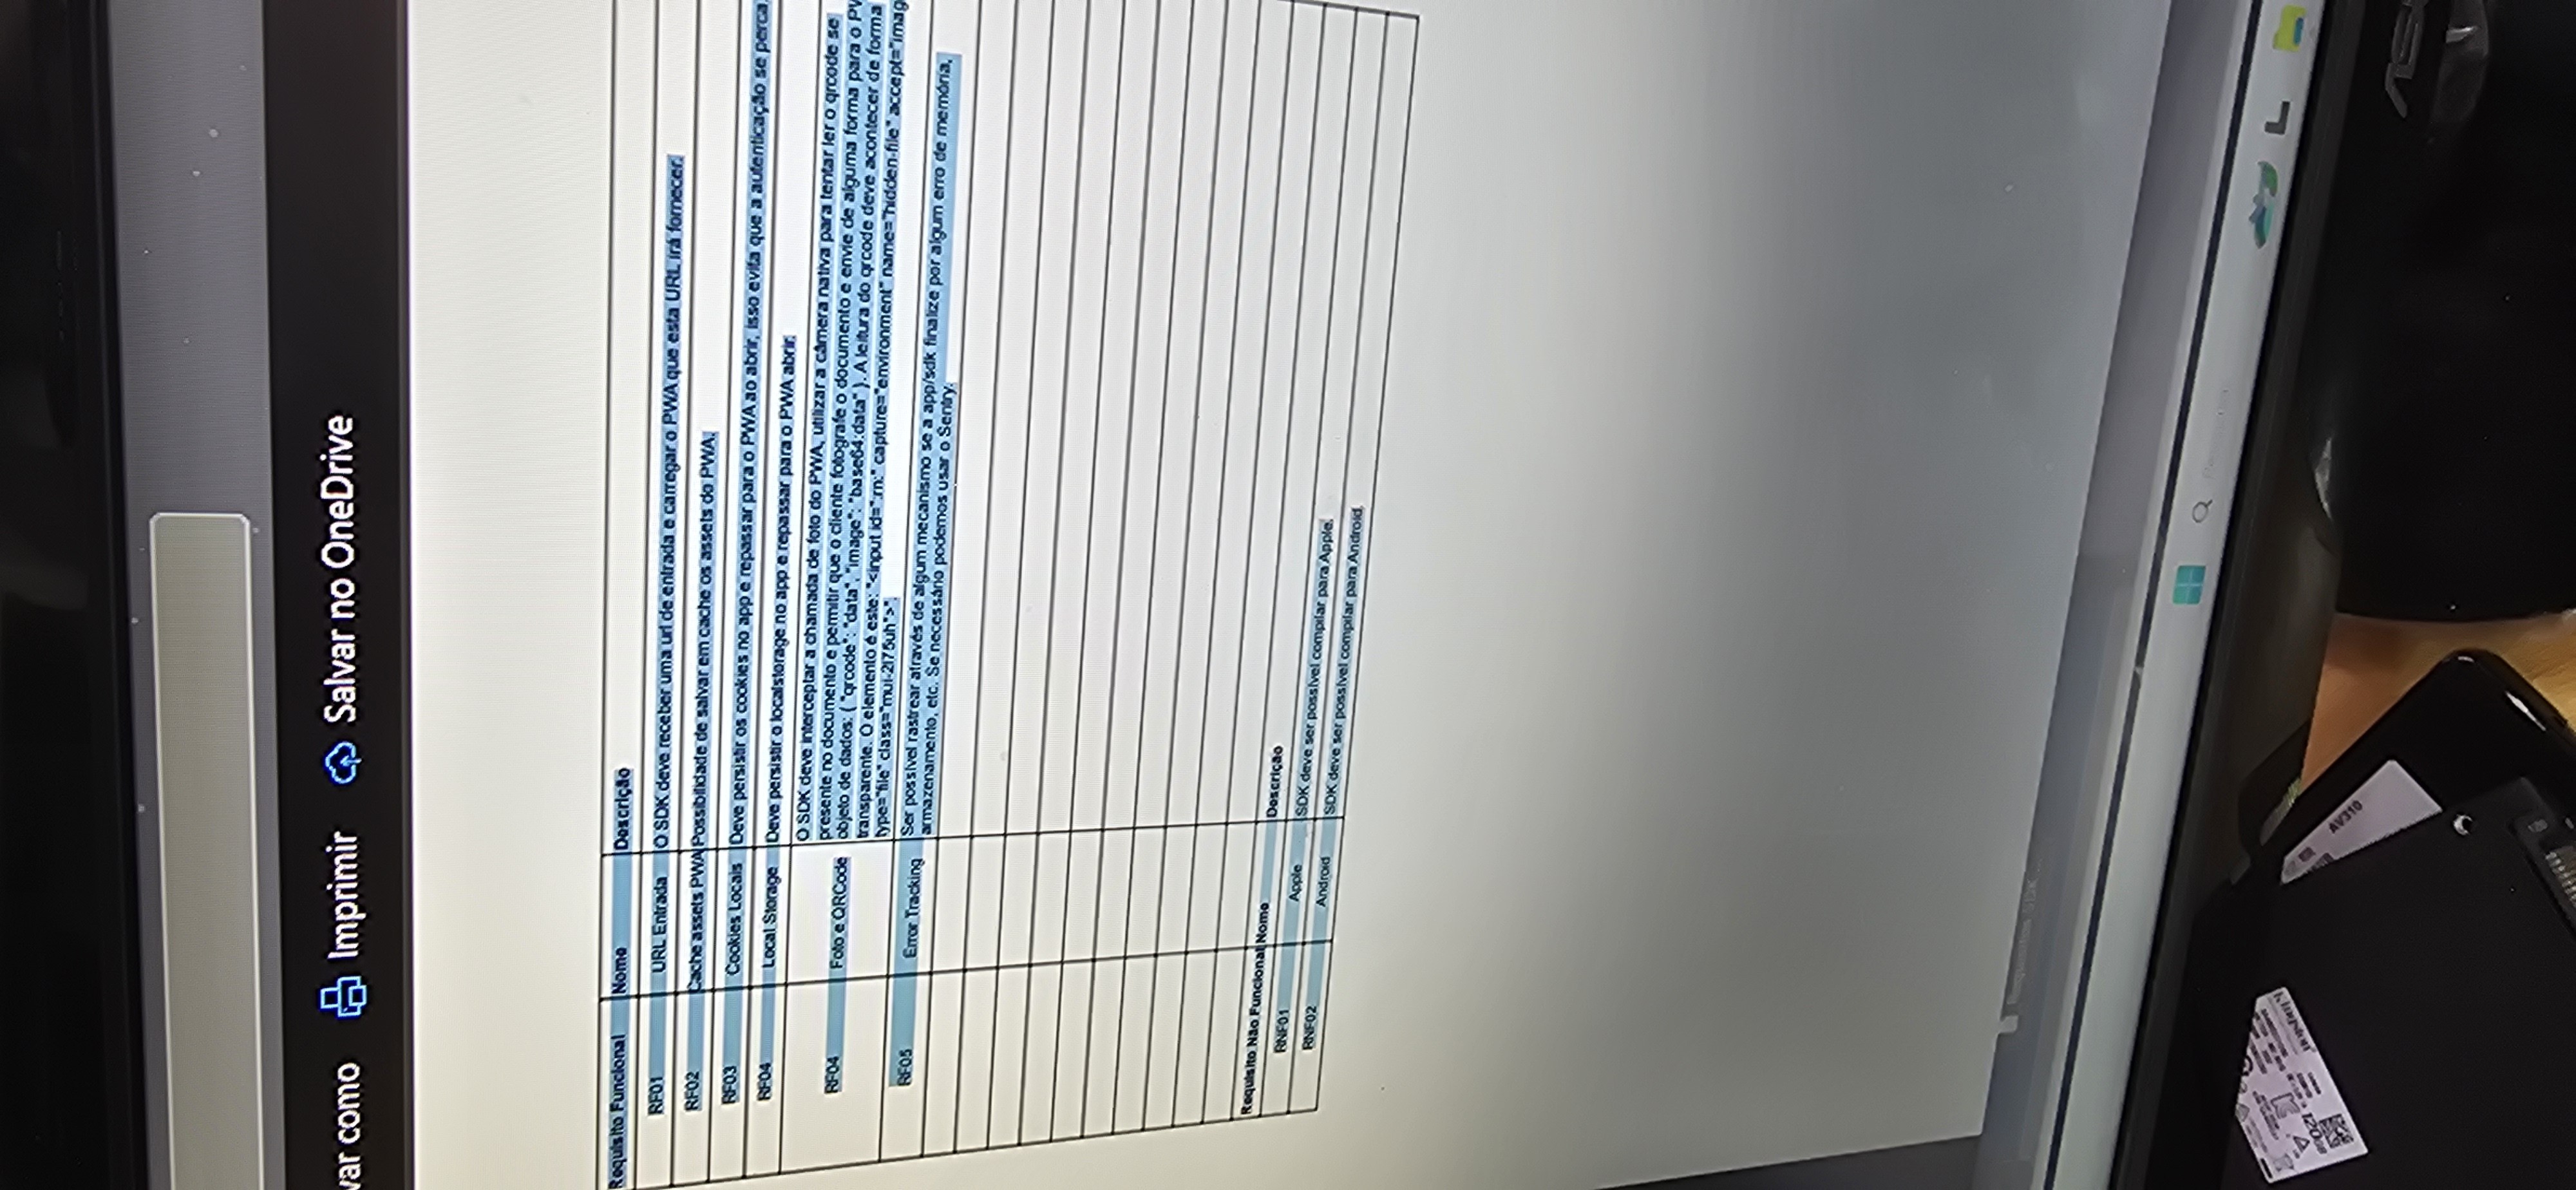 var como Imprimir Salvar no OneDrive
Requisito Funcional Nome Descrição
RF01 URL Entrada O SDK deve receber uma url de entrada e carregar o PWA que esta URL irá fornecer.
RF02 Cache assets PWA Possibilidade de salvar em cache os assets do PWA.
RF03 Cookies Locais Deve persistir os cookies no app e repassar para o PWA ao abrir, isso evita que a autenticação se perca.
RF04 Local Storage Deve persistir o localstorage no app e repassar para o PWA abrir.
RF04 Foto e QRCode O SDK deve interceptar a chamada de foto do PWA, utilizar a câmera nativa para tentar ler o qrcode se
presente no documento e permitir que o cliente fotografe o documento e envie de alguma forma para o PW
objeto de dados: { "qrcode": "data", "image": "base64:data" }. A leitura do qrcode deve acontecer de forma
transparente. O elemento é este: "<input id=":rn:" capture="environment" name="hidden-file" accept="imag
type="file" class="mui-2l75uh">".
RF05 Error Tracking Ser possível rastrear através de algum mecanismo se a app/sdk finalize por algum erro de memória,
armazenamento, etc. Se necessário podemos usar o Sentry.
Requisito Não Funcional Nome Descrição
RNF01 Apple SDK deve ser possível compilar para Apple.
RNF02 Android SDK deve ser possível compilar para Android.
Requisitos SDK ...
Kingston
120GB
AV310
AS